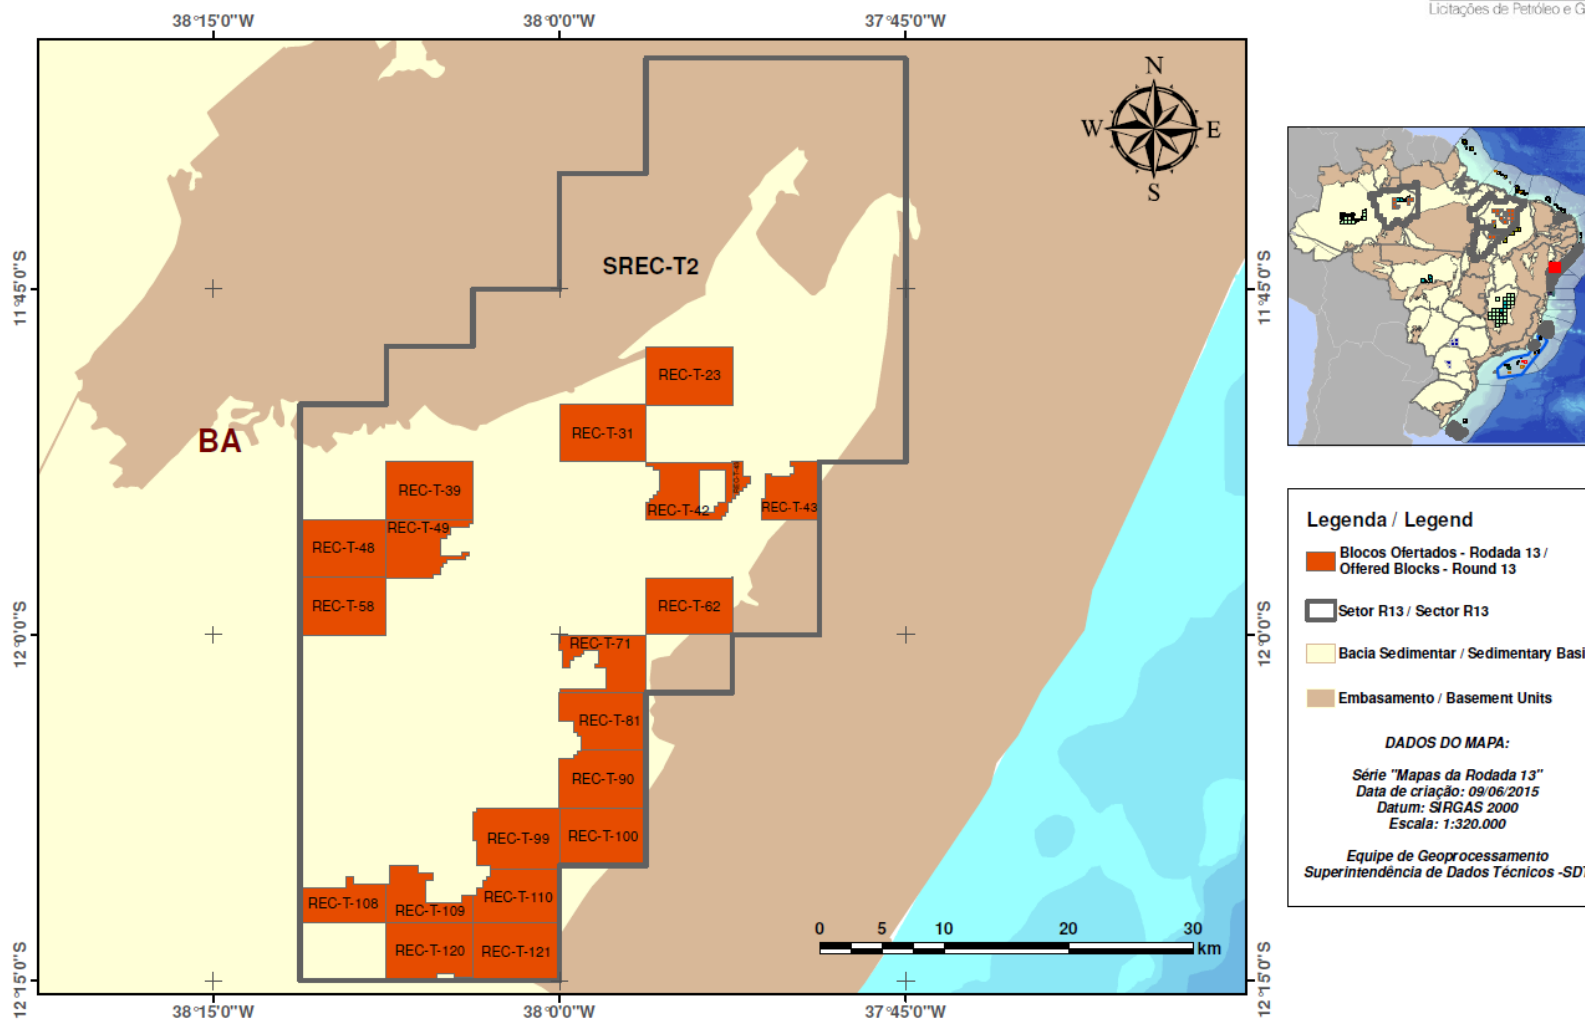 Licitações de Petróleo e G
38°15'0"W
38°0'0"W
37°45'0"W
N
W
E
S
SREC-T2
11°45'0"S
11°45'0"S
REC-T-23
BA
REC-T-31
REC-T-39
REC-T-42
REC-T-43
REC-T-49
REC-T-48
REC-T-58
REC-T-62
12°0'0"S
12°0'0"S
REC-T-71
REC-T-81
REC-T-90
REC-T-99
REC-T-100
REC-T-108
REC-T-109
REC-T-110
REC-T-120
REC-T-121
0 5 10 20 30
km
12°15'0"S
12°15'0"S
38°15'0"W
38°0'0"W
37°45'0"W
Legenda / Legend
Blocos Ofertados - Rodada 13 /
Offered Blocks - Round 13
Setor R13 / Sector R13
Bacia Sedimentar / Sedimentary Basi
Embasamento / Basement Units
DADOS DO MAPA:
Série "Mapas da Rodada 13"
Data de criação: 09/06/2015
Datum: SIRGAS 2000
Escala: 1:320.000
Equipe de Geoprocessamento
Superintendência de Dados Técnicos -SDT